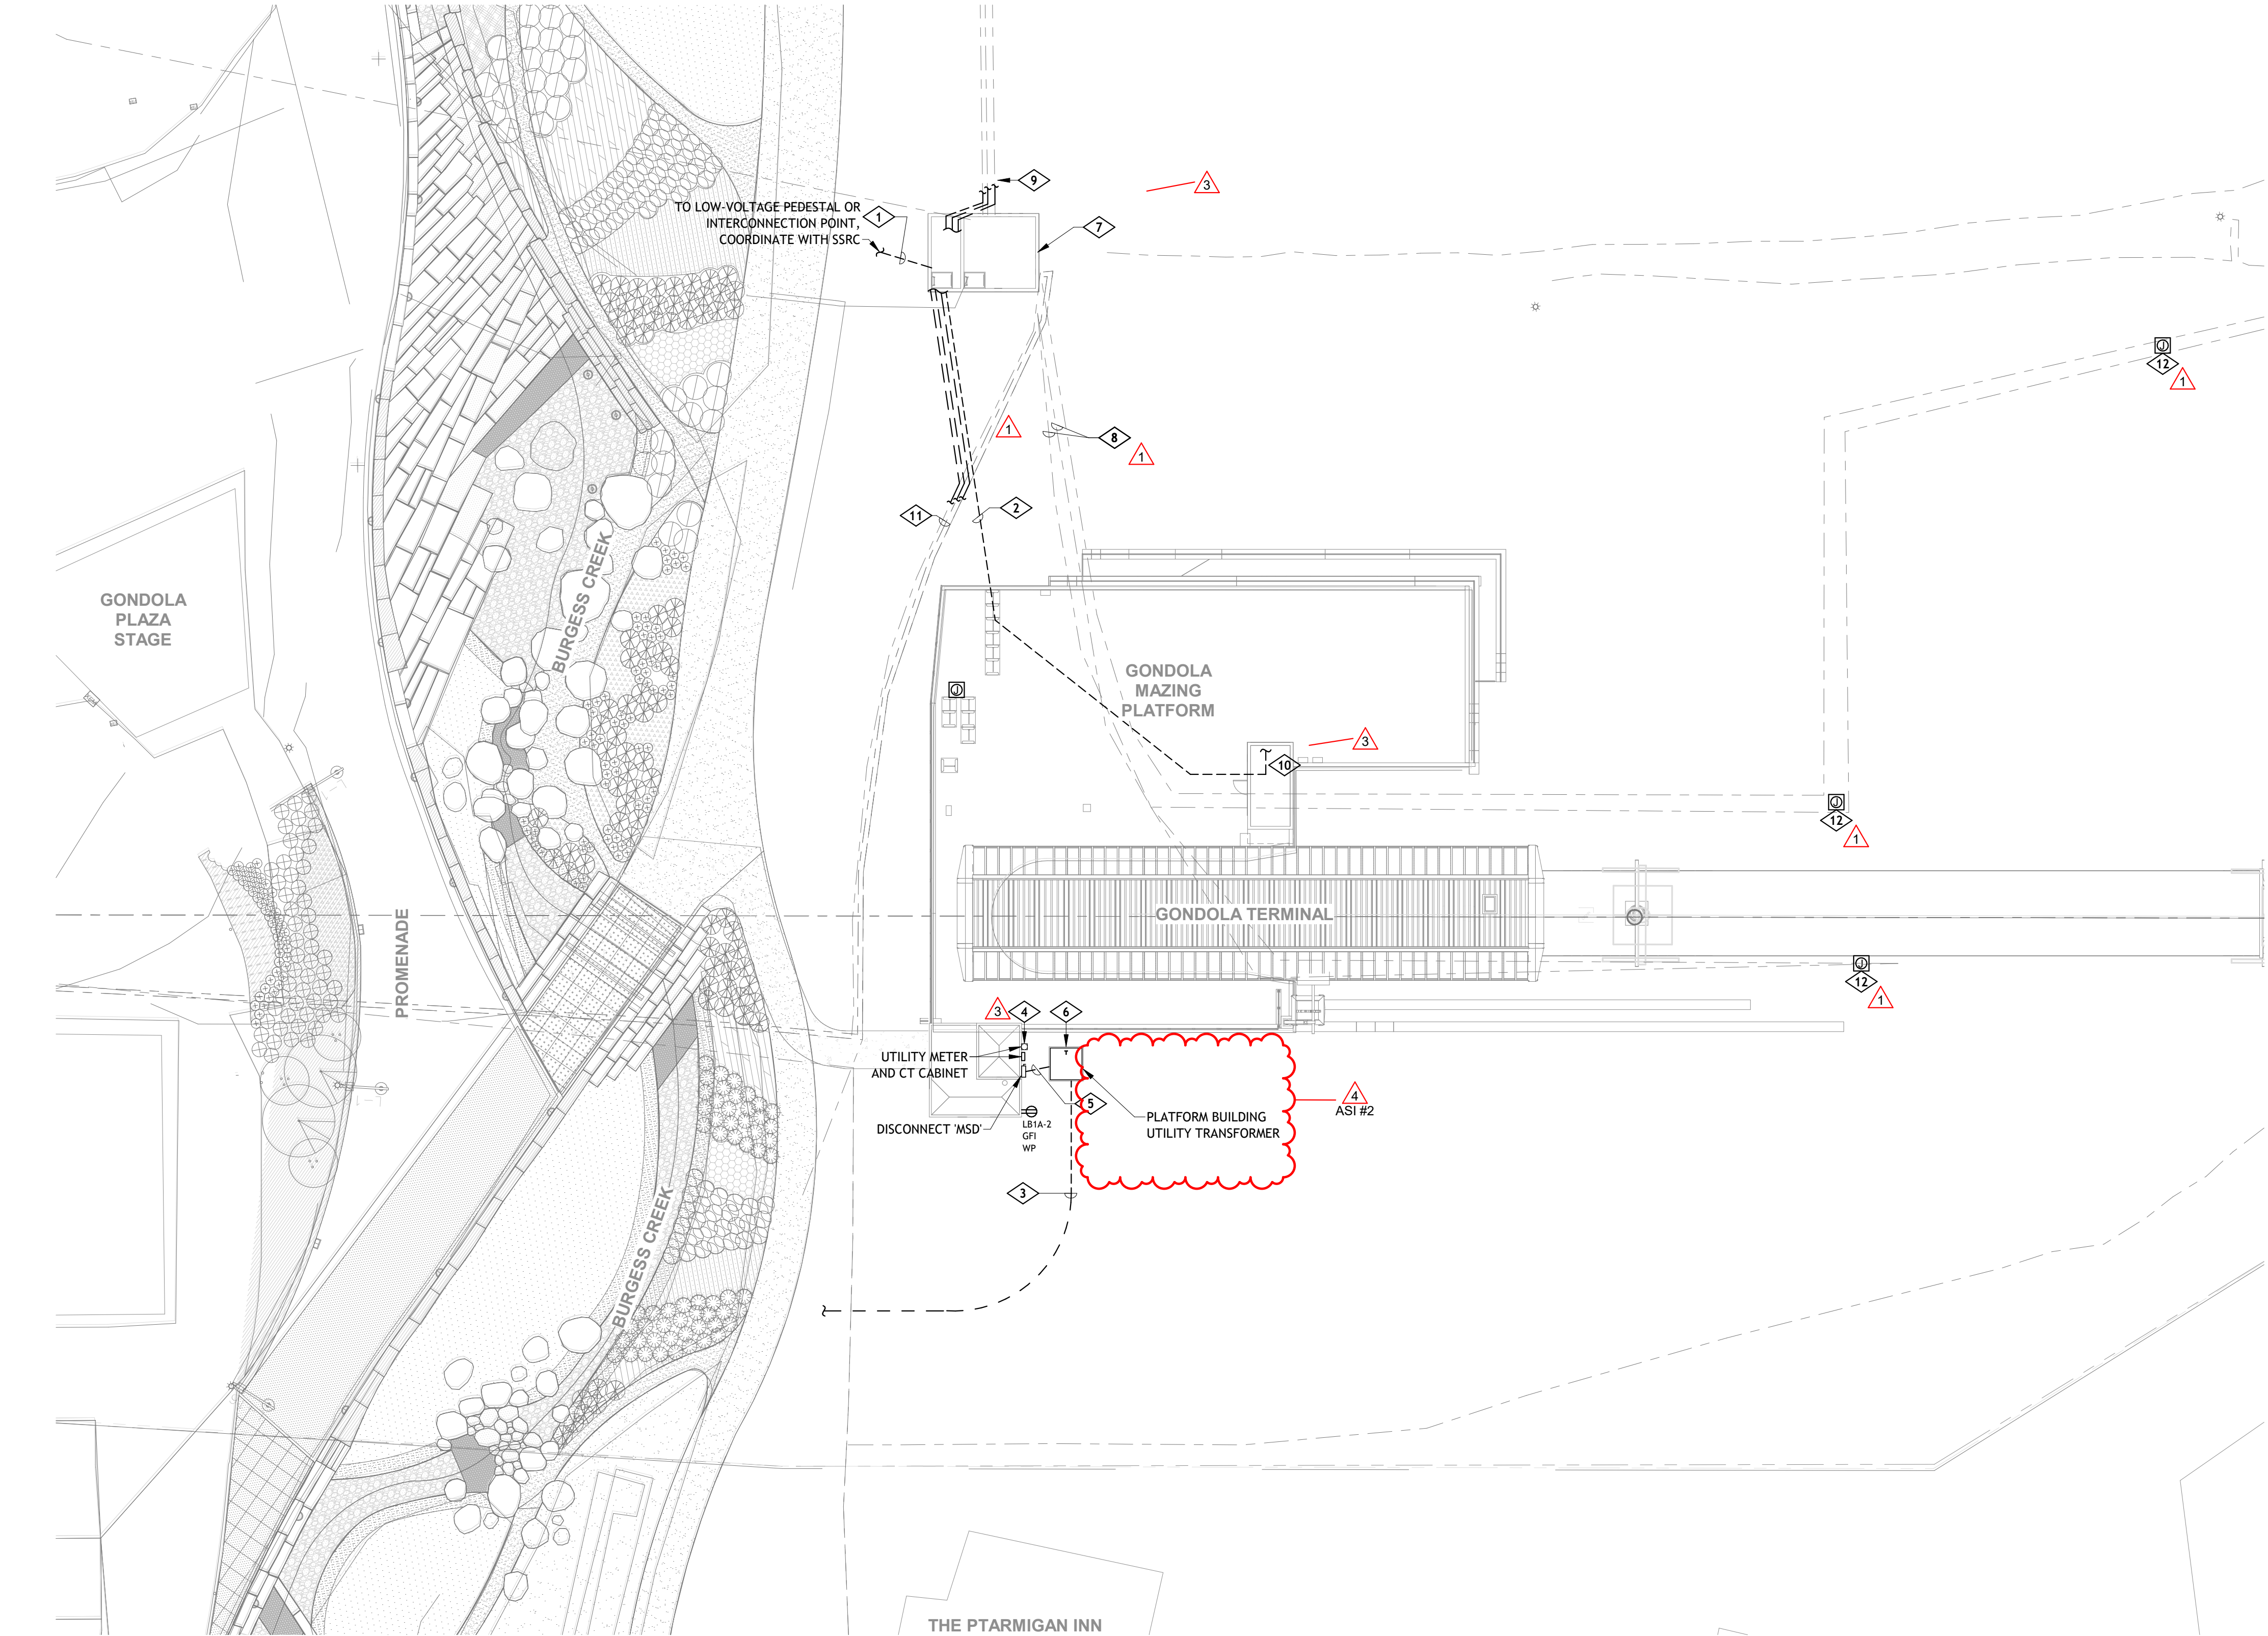 9
3
TO LOW-VOLTAGE PEDESTAL OR
INTERCONNECTION POINT,
COORDINATE WITH SSRC
1
7
J
12
1
1
8
1
11
2
GONDOLA
PLAZA
STAGE
BURGESS CREEK
GONDOLA
MAZING
PLATFORM
J
3
10
J
12
1
PROMENADE
GONDOLA TERMINAL
J
12
1
3
4
6
UTILITY METER
AND CT CABINET
T
5
DISCONNECT 'MSD'
LB1A-2
GFI
WP
PLATFORM BUILDING
UTILITY TRANSFORMER
4
ASI #2
3
BURGESS CREEK
THE PTARMIGAN INN